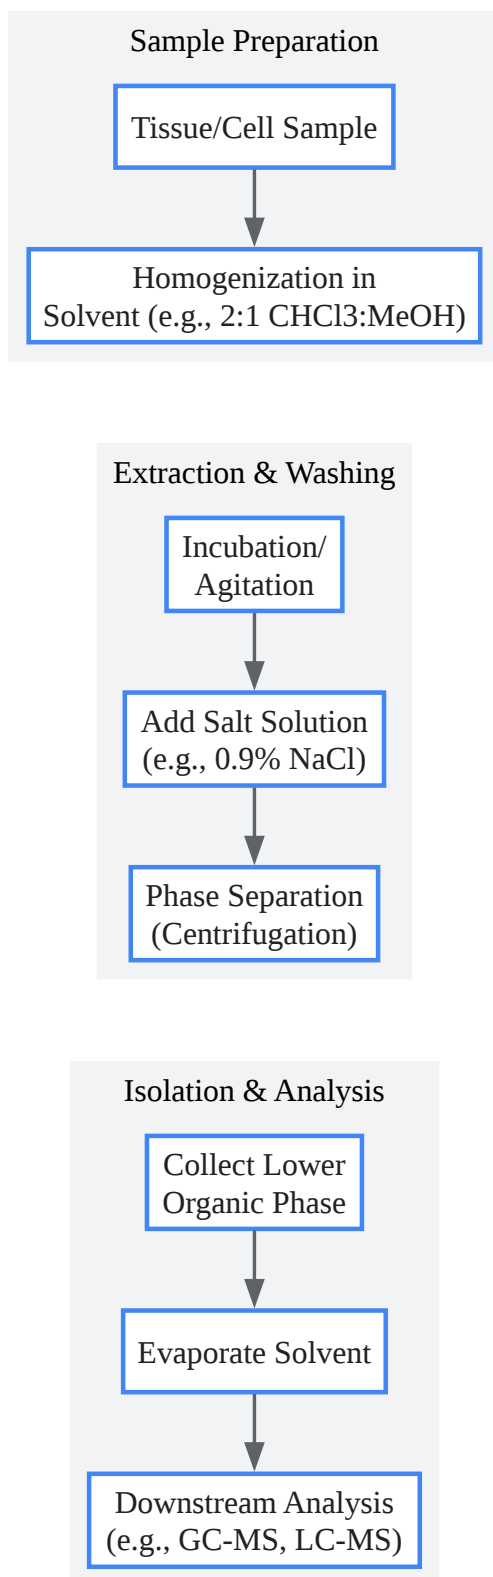 Sample Preparation
Tissue/Cell Sample
Homogenization in
Solvent (e.g., 2:1 CHCl3:MeOH)
Extraction & Washing
Incubation/
Agitation
Add Salt Solution
(e.g., 0.9% NaCl)
Phase Separation
(Centrifugation)
Isolation & Analysis
Collect Lower
Organic Phase
Evaporate Solvent
Downstream Analysis
(e.g., GC-MS, LC-MS)